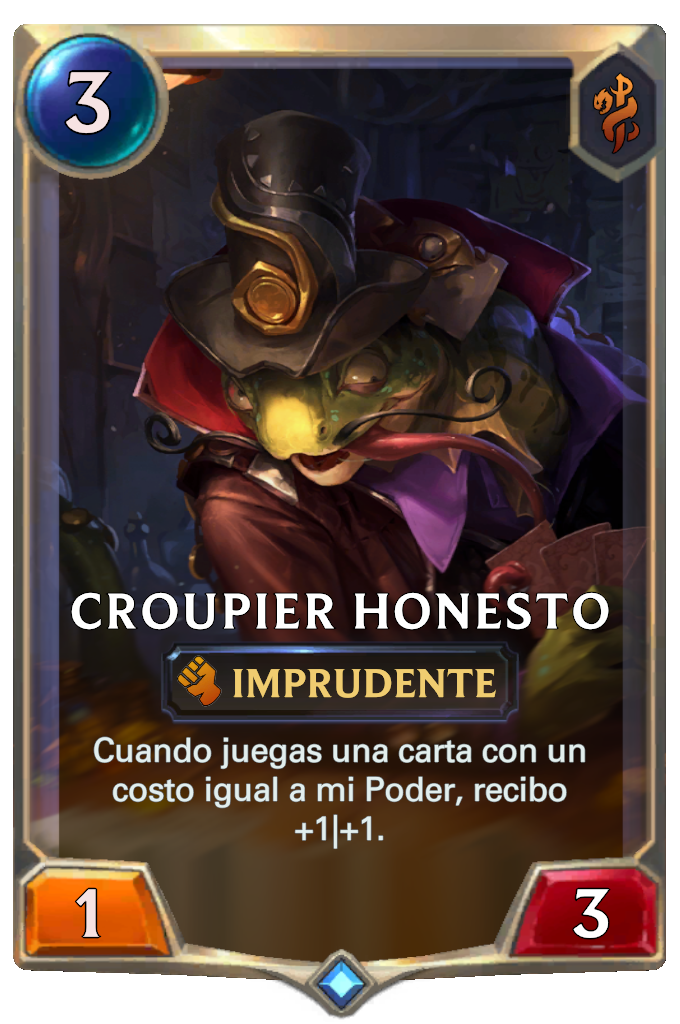 3
CROUPIER HONESTO
IMPRUDENTE
Cuando juegas una carta con un
costo igual a mi Poder, recibo
+1|+1.
1
3